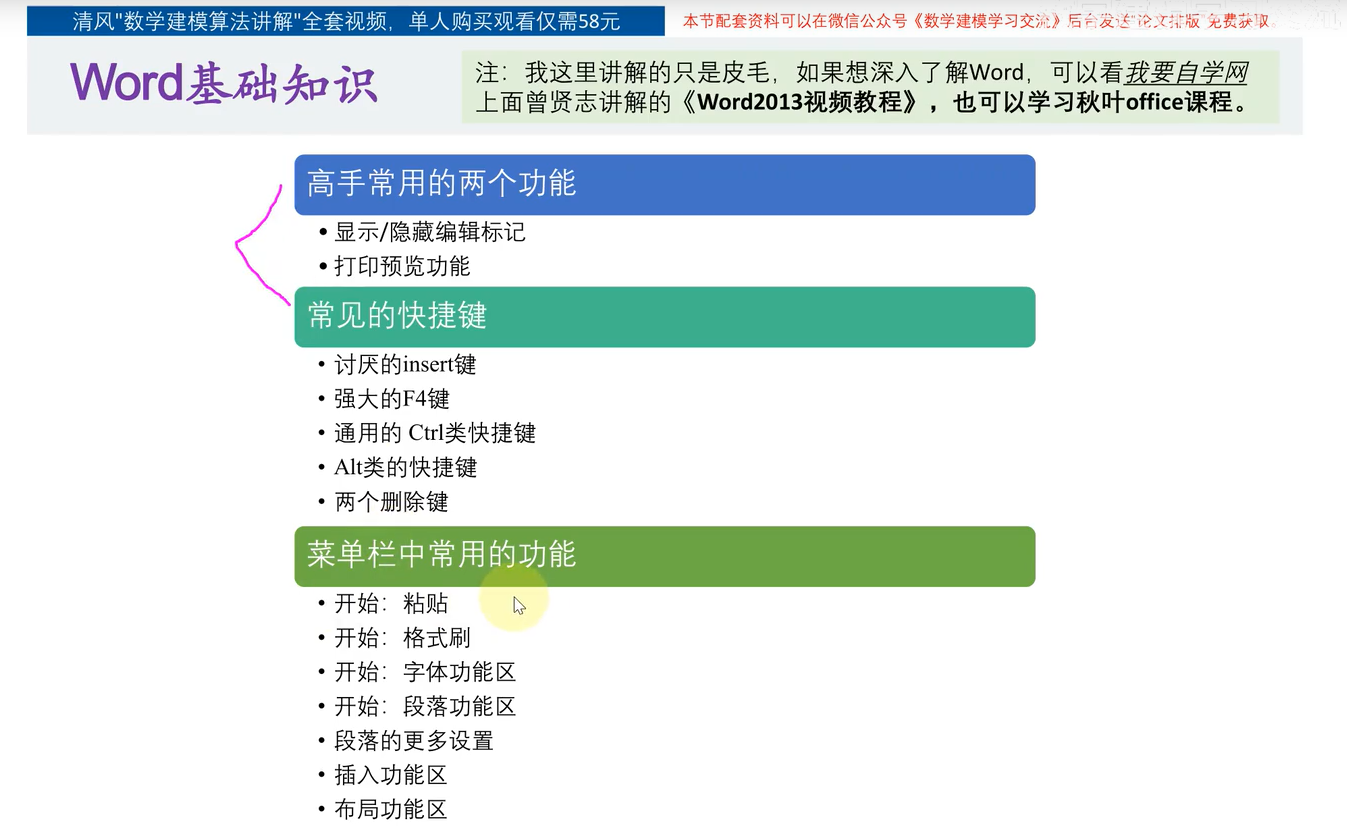 清风"数学建模算法讲解"全套视频，单人购买观看仅需58元
本节配套资料可以在微信公众号《数学建模学习交流》后台发送"论文排版"免费获取。
Word基础知识
注：我这里讲解的只是皮毛，如果想深入了解Word，可以看我要自学网
上面曾贤志讲解的《Word2013视频教程》，也可以学习秋叶office课程。
高手常用的两个功能
• 显示/隐藏编辑标记
• 打印预览功能
常见的快捷键
• 讨厌的insert键
• 强大的F4键
• 通用的 Ctrl类快捷键
• Alt类的快捷键
• 两个删除键
菜单栏中常用的功能
• 开始：粘贴
• 开始：格式刷
• 开始：字体功能区
• 开始：段落功能区
• 段落的更多设置
• 插入功能区
• 布局功能区